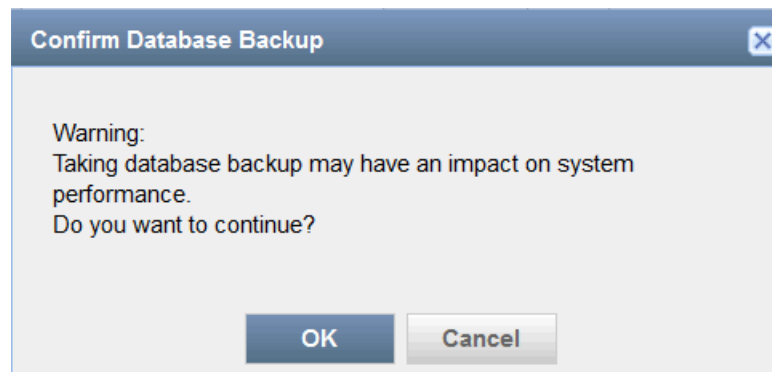 Confirm Database Backup
Warning:
Taking database backup may have an impact on system
performance.
Do you want to continue?
OK Cancel